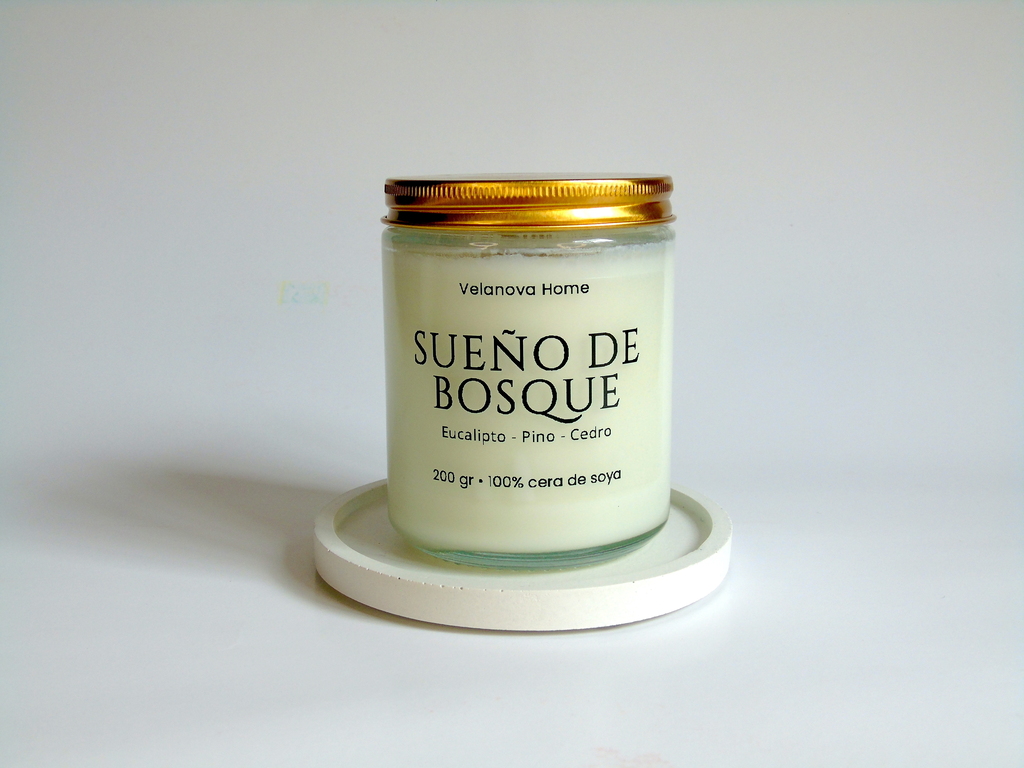 Velanova Home
SUEÑO DE
BOSQUE
Eucalipto - Pino - Cedro
200 gr • 100% cera de soya